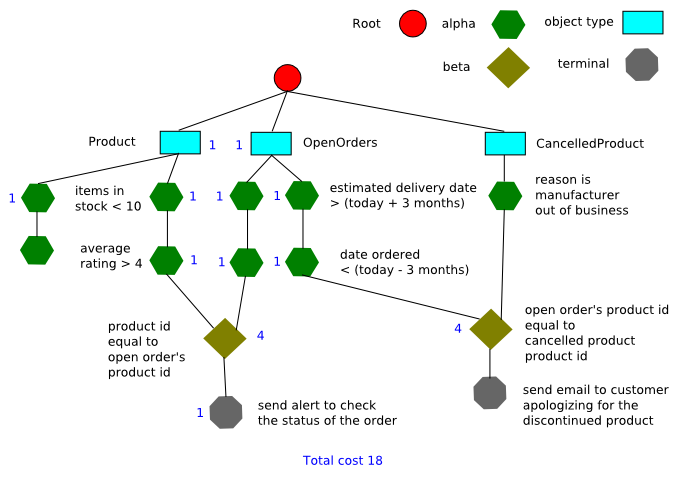 Root
alpha
object type
beta
terminal
Product
1
1
OpenOrders
CancelledProduct
1
items in
stock < 10
1
1
1
estimated delivery date
> (today + 3 months)
reason is
manufacturer
out of business
average
rating > 4
1
1
1
date ordered
< (today - 3 months)
product id
equal to
open order's
product id
4
4
open order's product id
equal to
cancelled product
product id
1
send alert to check
the status of the order
send email to customer
apologizing for the
discontinued product
Total cost 18